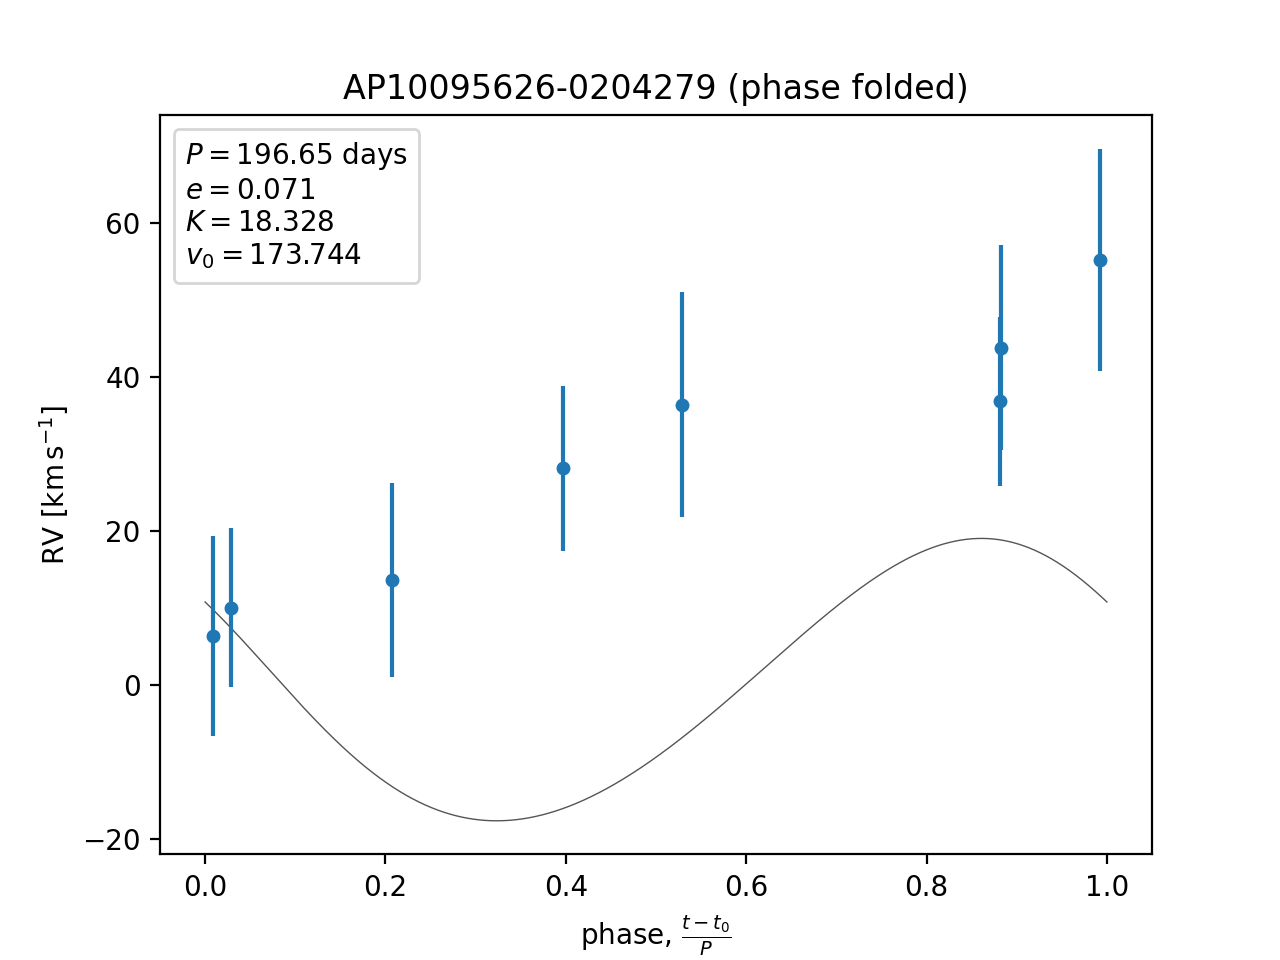 AP10095626-0204279 (phase folded)
P = 196.65 days
e = 0.071
K = 18.328
v₀ = 173.744
60
40
20
0
−20
RV [km s⁻¹]
0.0 0.2 0.4 0.6 0.8 1.0
phase, (t − t₀)/P